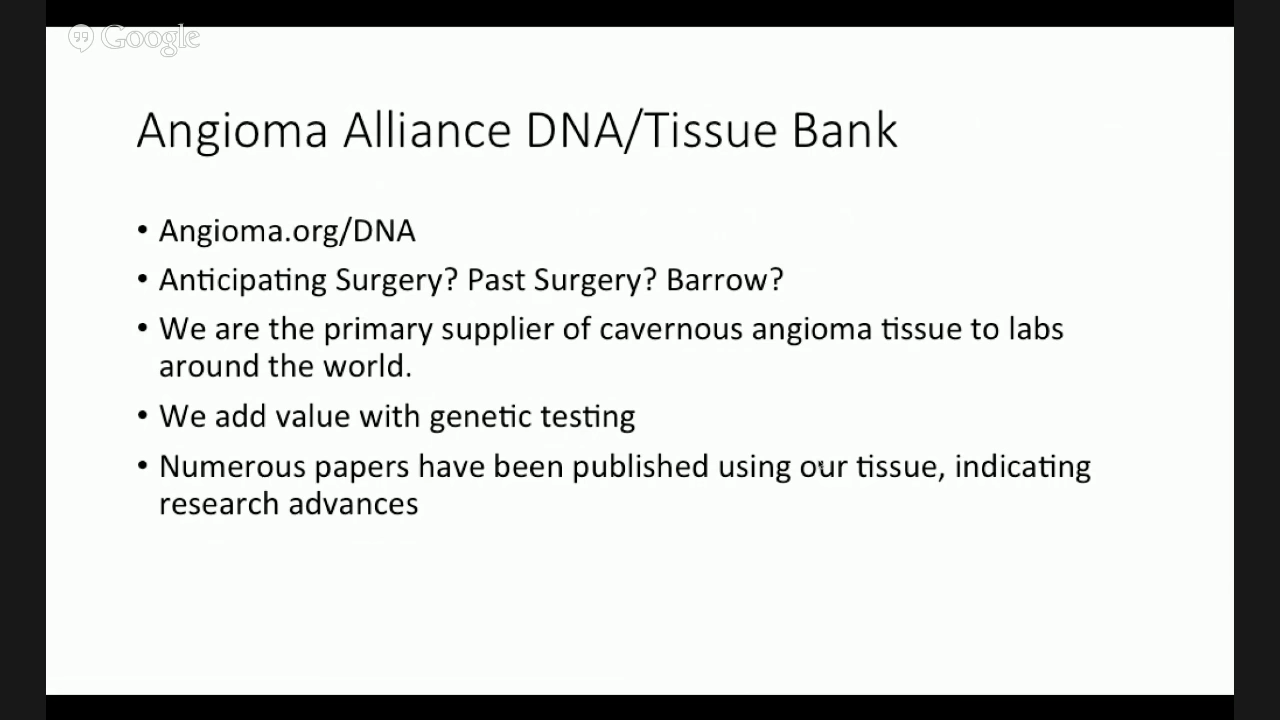 Google
Angioma Alliance DNA/Tissue Bank
• Angioma.org/DNA
• Anticipating Surgery? Past Surgery? Barrow?
• We are the primary supplier of cavernous angioma tissue to labs
around the world.
• We add value with genetic testing
• Numerous papers have been published using our tissue, indicating
research advances